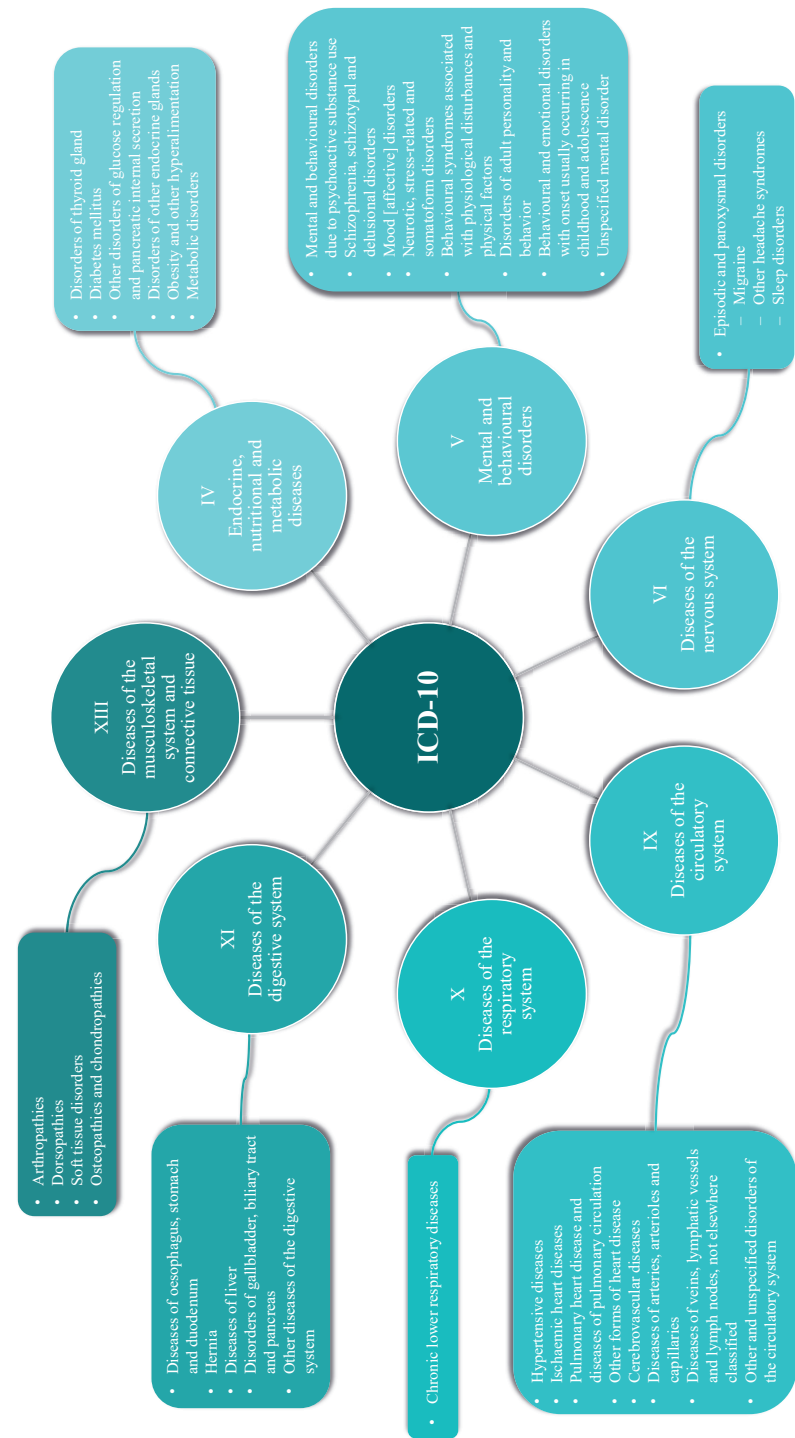 ICD-10
XIII
Diseases of the
musculoskeletal
system and
connective tissue
• Arthropathies
• Dorsopathies
• Soft tissue disorders
• Osteopathies and chondropathies
IV
Endocrine,
nutritional and
metabolic
diseases
• Disorders of thyroid gland
• Diabetes mellitus
• Other disorders of glucose regulation
and pancreatic internal secretion
• Disorders of other endocrine glands
• Obesity and other hyperalimentation
• Metabolic disorders
V
Mental and
behavioural
disorders
• Mental and behavioural disorders
due to psychoactive substance use
• Schizophrenia, schizotypal and
delusional disorders
• Mood [affective] disorders
• Neurotic, stress-related and
somatoform disorders
• Behavioural syndromes associated
with physiological disturbances and
physical factors
• Disorders of adult personality and
behavior
• Behavioural and emotional disorders
with onset usually occurring in
childhood and adolescence
• Unspecified mental disorder
VI
Diseases of the
nervous system
• Episodic and paroxysmal disorders
– Migraine
– Other headache syndromes
– Sleep disorders
IX
Diseases of the
circulatory
system
• Hypertensive diseases
• Ischaemic heart diseases
• Pulmonary heart disease and
diseases of pulmonary circulation
• Other forms of heart disease
• Cerebrovascular diseases
• Diseases of arteries, arterioles and
capillaries
• Diseases of veins, lymphatic vessels
and lymph nodes, not elsewhere
classified
• Other and unspecified disorders of
the circulatory system
X
Diseases of the
respiratory
system
• Chronic lower respiratory diseases
XI
Diseases of the
digestive system
• Diseases of oesophagus, stomach
and duodenum
• Hernia
• Diseases of liver
• Disorders of gallbladder, biliary tract
and pancreas
• Other diseases of the digestive
system